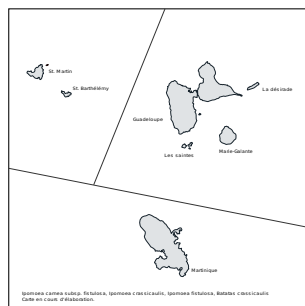 St. Martin
St. Barthélémy
La désirade
Guadeloupe
Les saintes
Marie-Galante
Martinique
Ipomoea carnea subsp. fistulosa, Ipomoea crassicaulis, Ipomoea fistulosa, Batatas crassicaulis
Carte en cours d'élaboration.